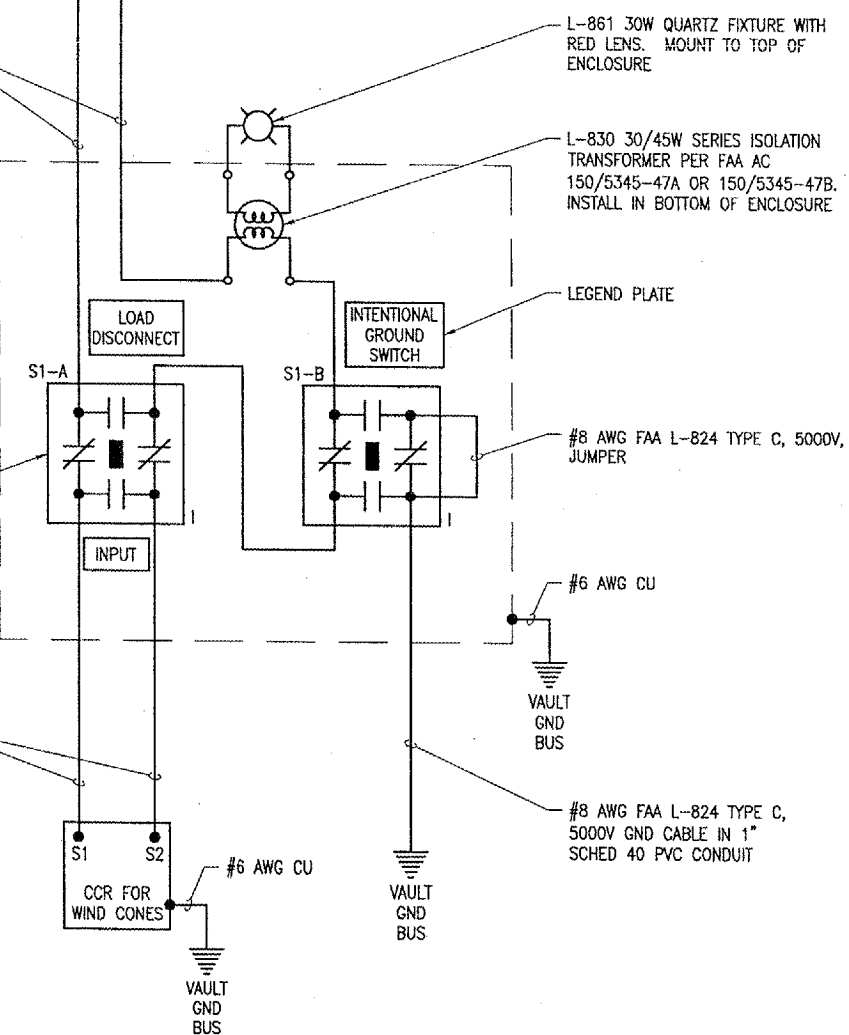 L-861 30W QUARTZ FIXTURE WITH
RED LENS. MOUNT TO TOP OF
ENCLOSURE
L-830 30/45W SERIES ISOLATION
TRANSFORMER PER FAA AC
150/5345-47A OR 150/5345-47B.
INSTALL IN BOTTOM OF ENCLOSURE
LEGEND PLATE
LOAD
DISCONNECT
INTENTIONAL
GROUND
SWITCH
S1-A
S1-B
#8 AWG FAA L-824 TYPE C, 5000V,
JUMPER
I
I
INPUT
#6 AWG CU
VAULT
GND
BUS
#8 AWG FAA L-824 TYPE C,
5000V GND CABLE IN 1"
SCHED 40 PVC CONDUIT
S1 S2
CCR FOR
WIND CONES
#6 AWG CU
VAULT
GND
BUS
VAULT
GND
BUS